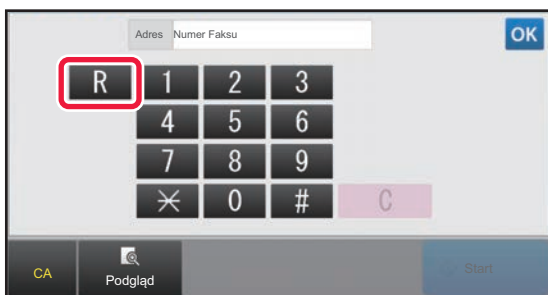 Adres Numer Faksu OK
R 1 2 3
4 5 6
7 8 9
* 0 # C
CA Podgląd Start